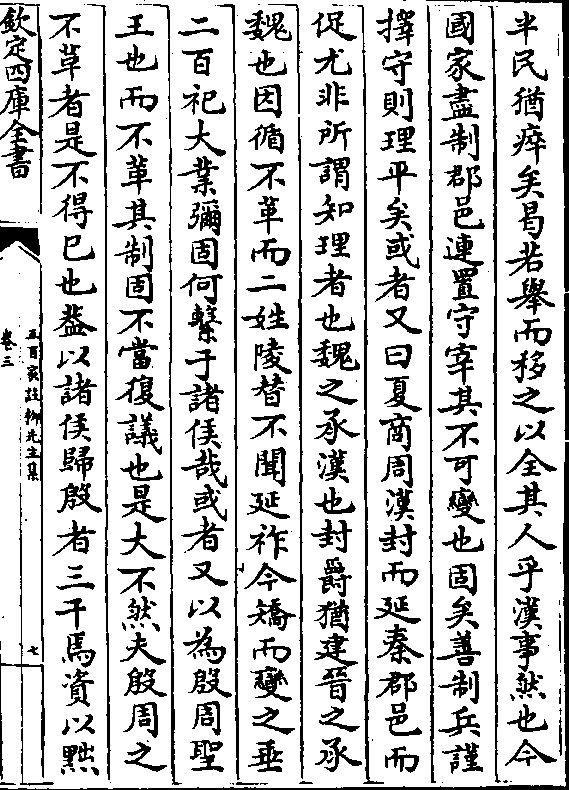 半民猶瘁矣曷若舉而移之以全其人乎漢事然也今
國家盡制郡邑連置守宰其不可變也固矣善制兵謹
擇守則理平矣或者又曰夏商周漢封而延秦郡邑而
促尤非所謂知理者也魏之承漢也封爵猶建晉之承
魏也因循不革而二姓陵替不聞延祚今矯而變之垂
二百祀大業彌固何繫于諸侯哉或者又以為殷周聖
王也而不革其制固不當復議也是大不然夫殷周之
不革者是不得已也葢以諸侯歸殷者三千焉資以黜
欽定四庫全書
五百家註柳先生集
卷三
七